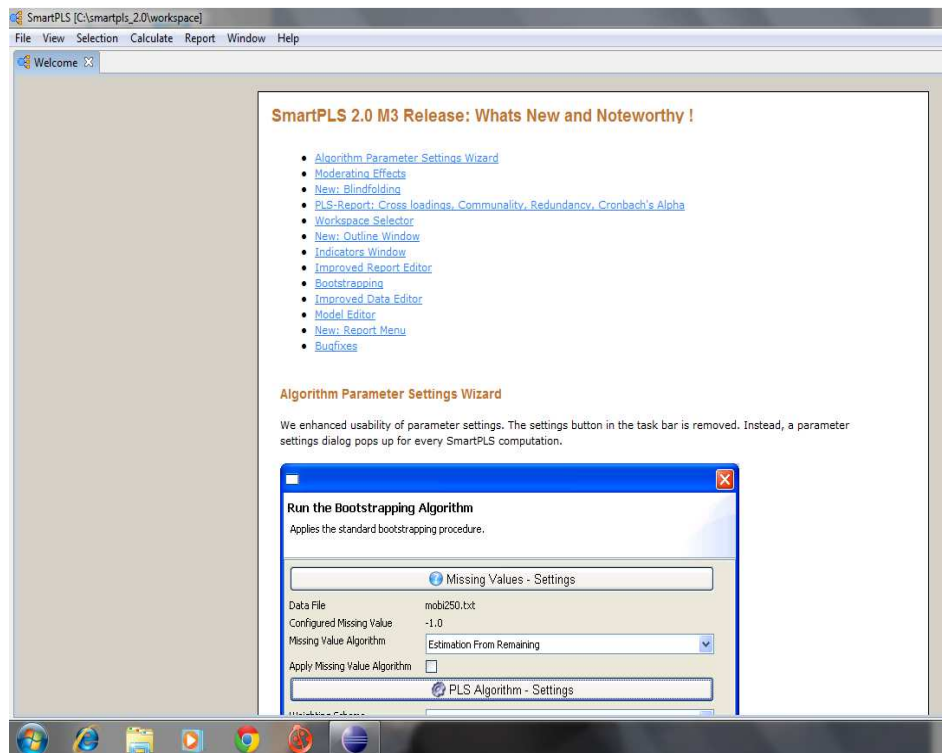 SmartPLS [C:\smartpls_2.0\workspace]
File View Selection Calculate Report Window Help
Welcome
SmartPLS 2.0 M3 Release: Whats New and Noteworthy !
Algorithm Parameter Settings Wizard
Moderating Effects
New: Blindfolding
PLS-Report: Cross loadings, Communality, Redundancy, Cronbach's Alpha
Workspace Selector
New: Outline Window
Indicators Window
Improved Report Editor
Bootstrapping
Improved Data Editor
Model Editor
New: Report Menu
Bugfixes
Algorithm Parameter Settings Wizard
We enhanced usability of parameter settings. The settings button in the task bar is removed. Instead, a parameter
settings dialog pops up for every SmartPLS computation.
Run the Bootstrapping Algorithm
Applies the standard bootstrapping procedure.
Missing Values - Settings
Data File mobi250.txt
Configured Missing Value -1.0
Missing Value Algorithm Estimation From Remaining
Apply Missing Value Algorithm
PLS Algorithm - Settings